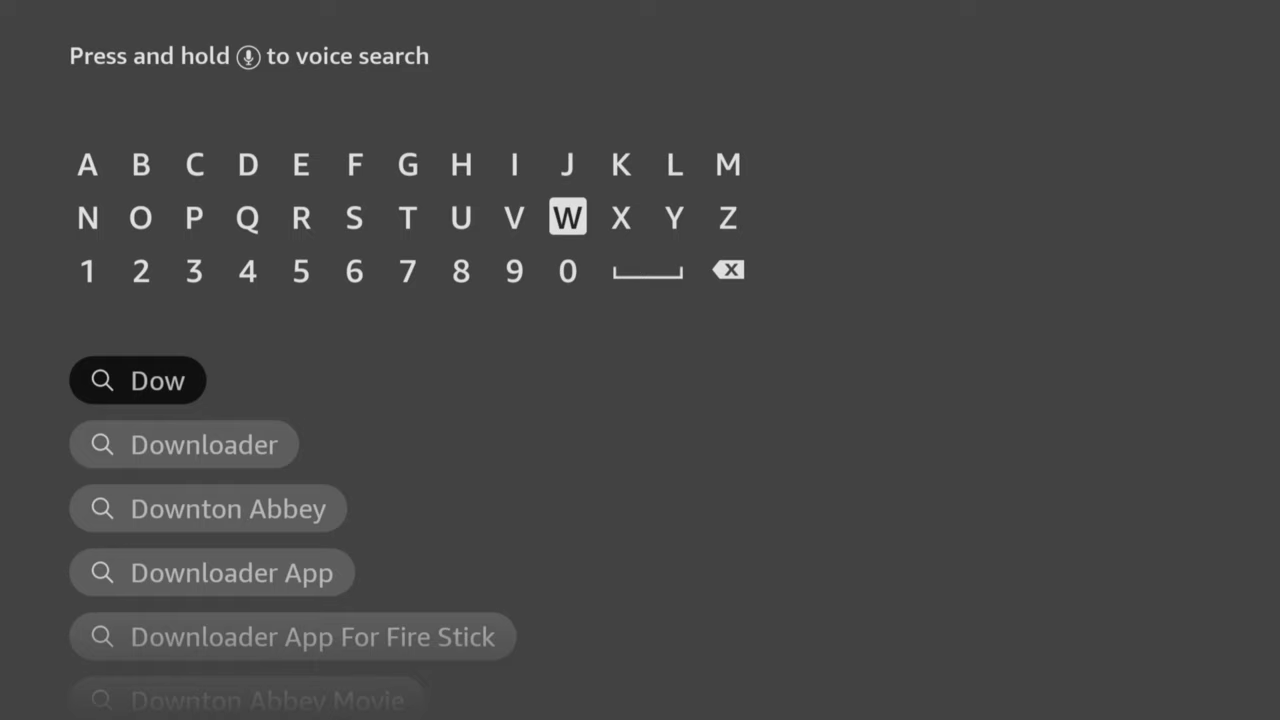 Press and hold to voice search
A B C D E F G H I J K L M
N O P Q R S T U V W X Y Z
1 2 3 4 5 6 7 8 9 0
Dow
Downloader
Downton Abbey
Downloader App
Downloader App For Fire Stick
Downton Abbey Movie